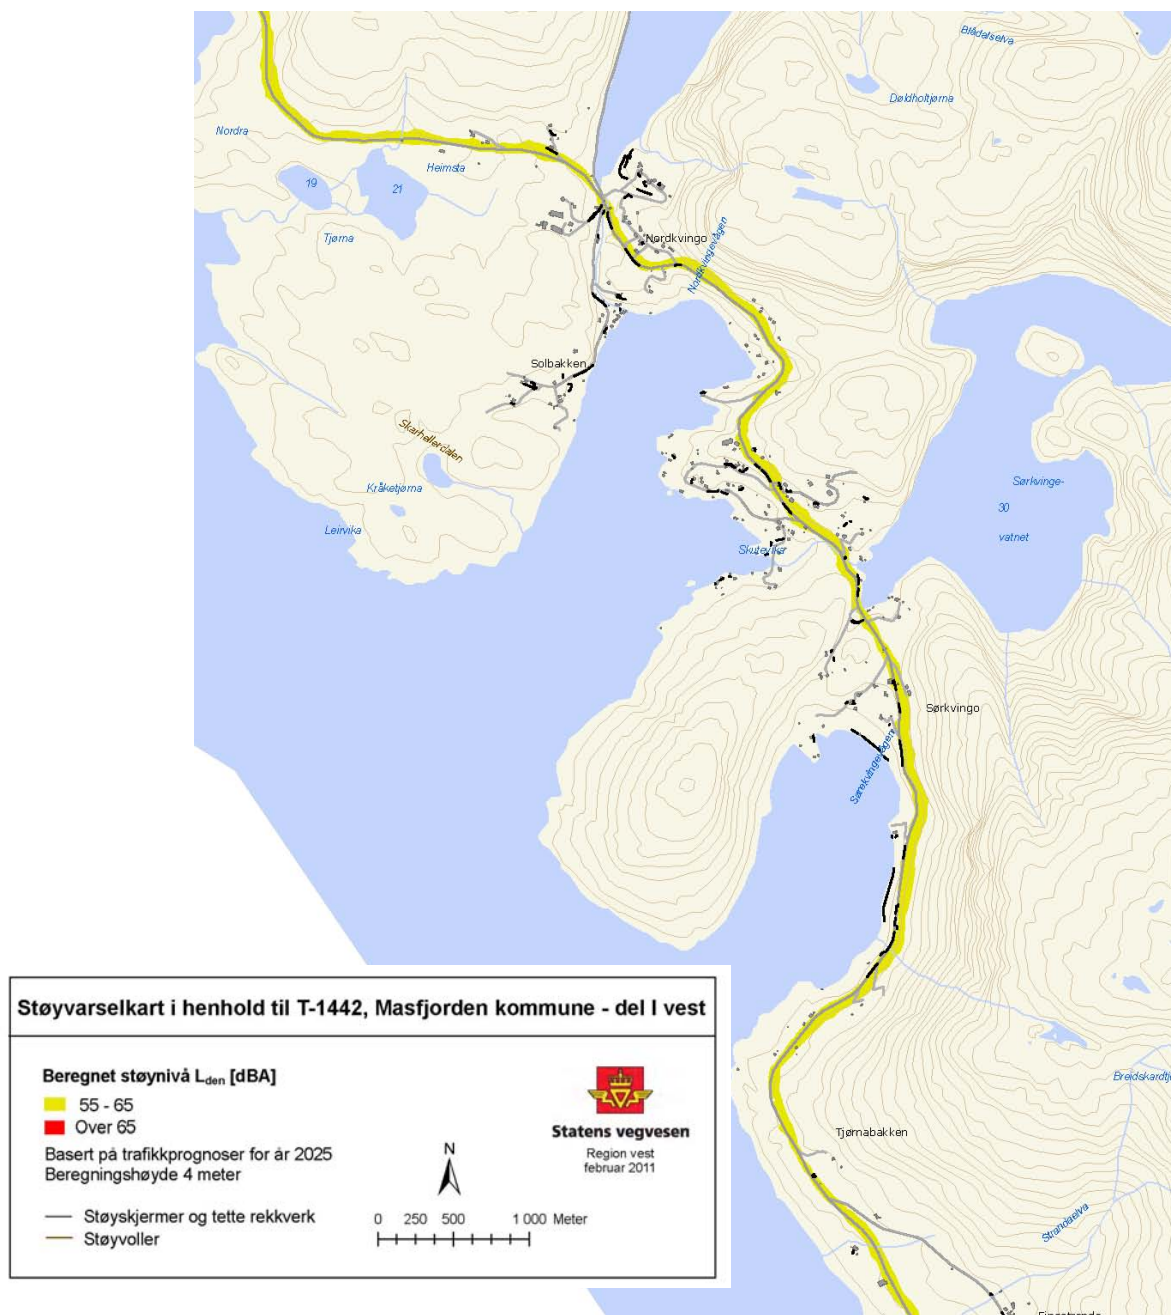 Blådalselva
Døldholtjørna
Nordra
Heimsta
19
21
Tjørna
Nordkvingo
Nordkvingevågen
Solbakken
Skarhellerdalen
Kråketjørna
Leirvika
Sørkvinge-
30
vatnet
Skutevika
Sørkvingo
Sørekvingevågen
Støyvarselkart i henhold til T-1442, Masfjorden kommune - del I vest
Beregnet støynivå Lden [dBA]
55 - 65
Over 65
Basert på trafikkprognoser for år 2025
Beregningshøyde 4 meter
Støyskjermer og tette rekkverk
Støyvoller
N
0 250 500 1 000 Meter
Statens vegvesen
Region vest
februar 2011
Breidskardtj
Tjørnabakken
Strandaelva